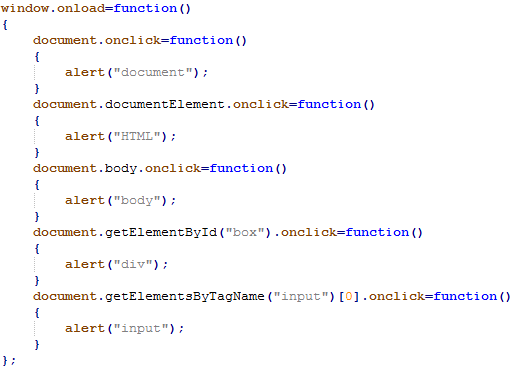 window.onload=function()
{
    document.onclick=function()
    {
        alert("document");
    }
    document.documentElement.onclick=function()
    {
        alert("HTML");
    }
    document.body.onclick=function()
    {
        alert("body");
    }
    document.getElementById("box").onclick=function()
    {
        alert("div");
    }
    document.getElementsByTagName("input")[0].onclick=function()
    {
        alert("input");
    }
};